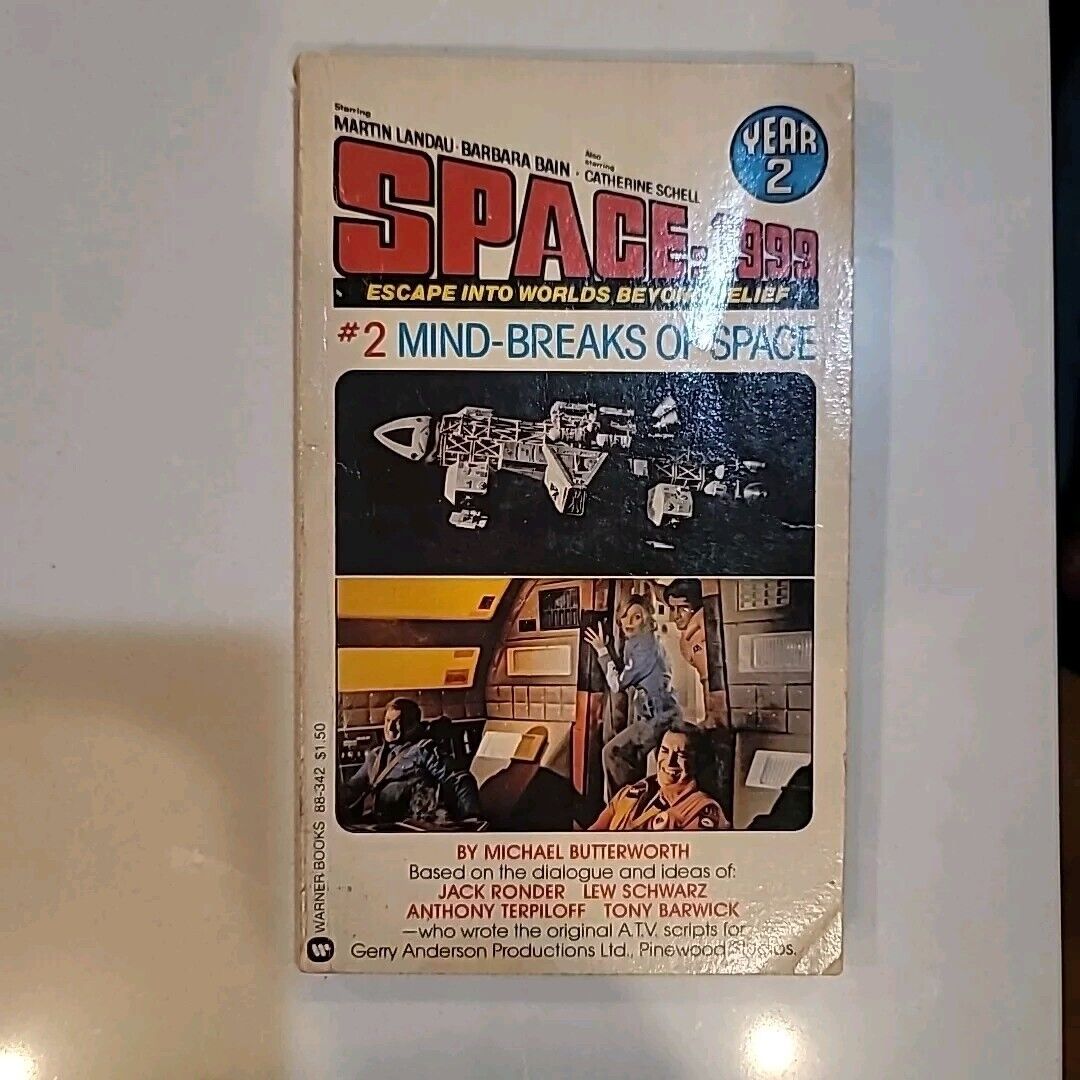 Starring
MARTIN LANDAU · BARBARA BAIN ·
Also
starring
CATHERINE SCHELL
YEAR
2
SPACE: 1999
ESCAPE INTO WORLDS BEYOND BELIEF
#2 MIND-BREAKS OF SPACE
WARNER BOOKS 88-342 $1.50
BY MICHAEL BUTTERWORTH
Based on the dialogue and ideas of:
JACK RONDER LEW SCHWARZ
ANTHONY TERPILOFF TONY BARWICK
—who wrote the original A.T.V. scripts for
Gerry Anderson Productions Ltd., Pinewood Studios.